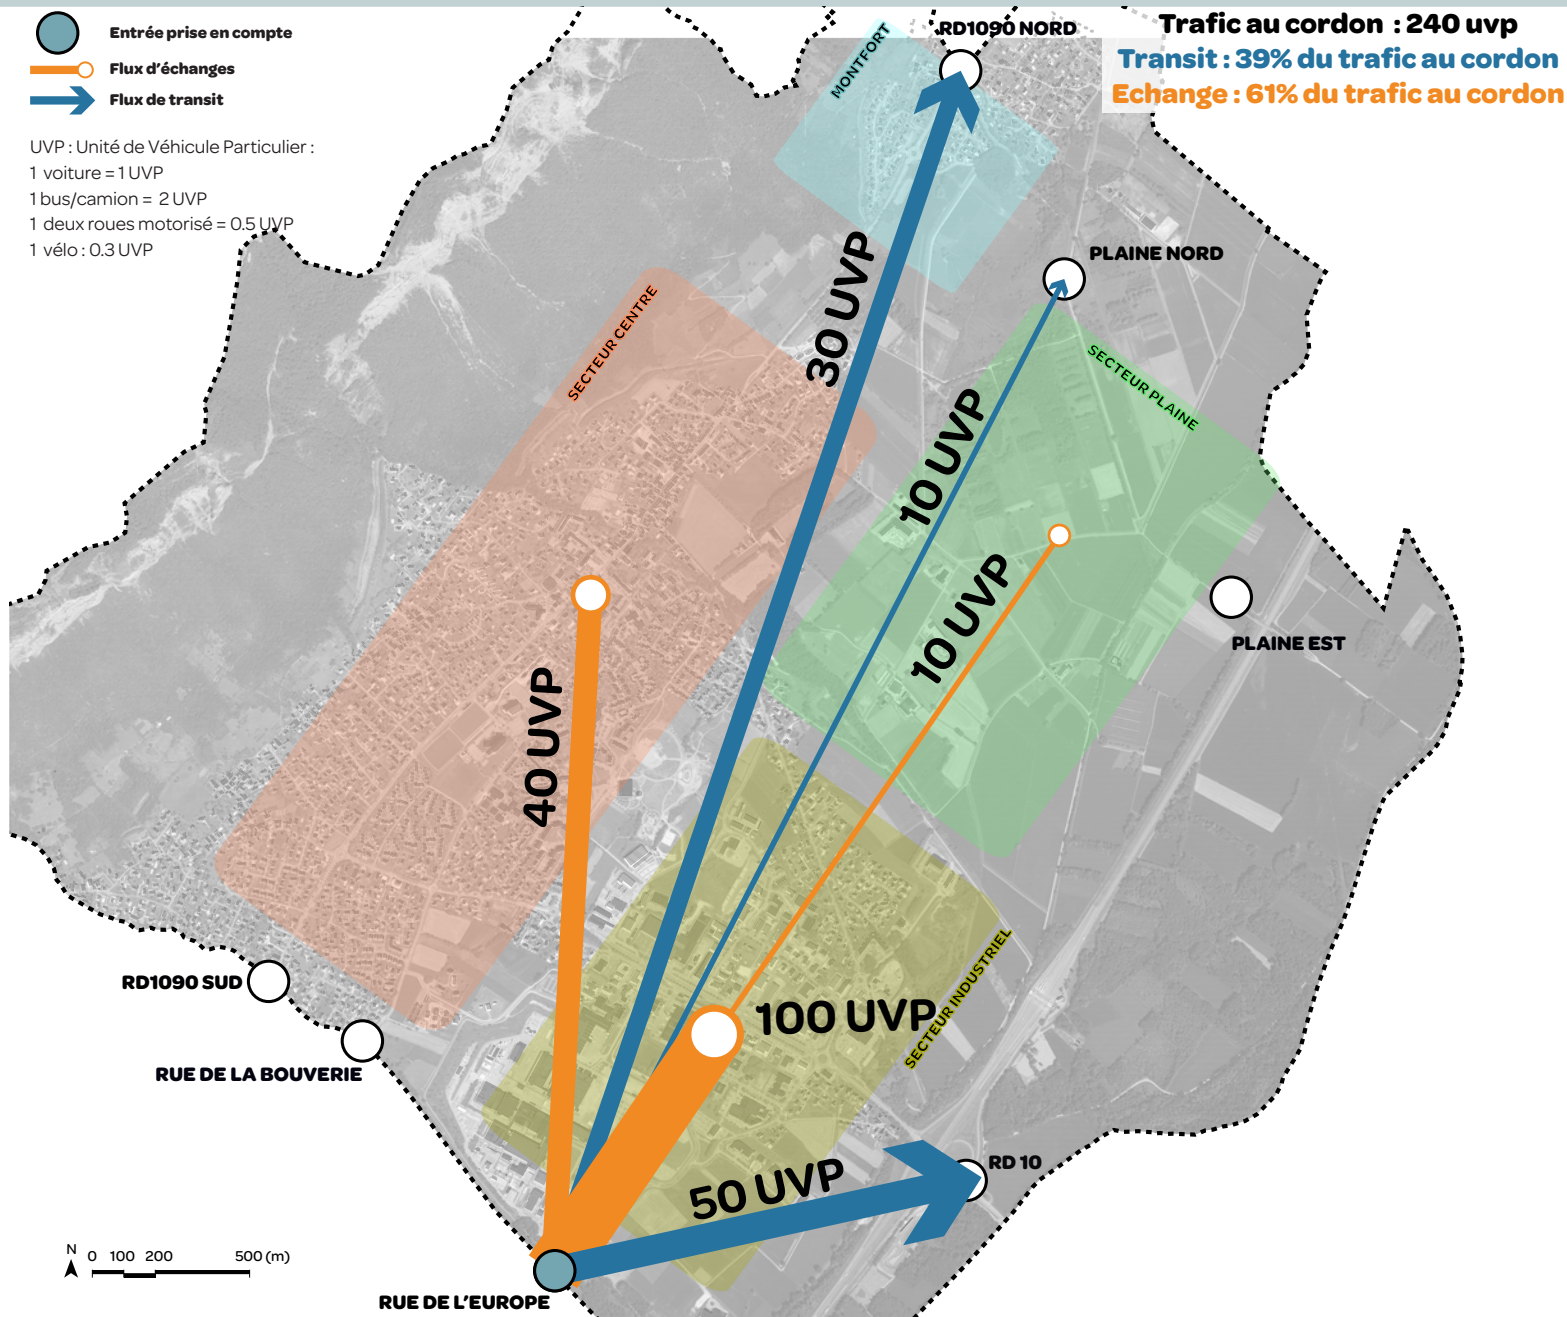 Entrée prise en compte
Flux d'échanges
Flux de transit
UVP : Unité de Véhicule Particulier :
1 voiture = 1 UVP
1 bus/camion = 2 UVP
1 deux roues motorisé = 0.5 UVP
1 vélo : 0.3 UVP
Trafic au cordon : 240 uvp
Transit : 39% du trafic au cordon
Echange : 61% du trafic au cordon
RD1090 NORD
MONTFORT
PLAINE NORD
30 UVP
SECTEUR CENTRE
SECTEUR PLAINE
10 UVP
10 UVP
PLAINE EST
40 UVP
RD1090 SUD
100 UVP
SECTEUR INDUSTRIEL
RUE DE LA BOUVERIE
RD 10
50 UVP
N 0 100 200 500 (m)
RUE DE L'EUROPE